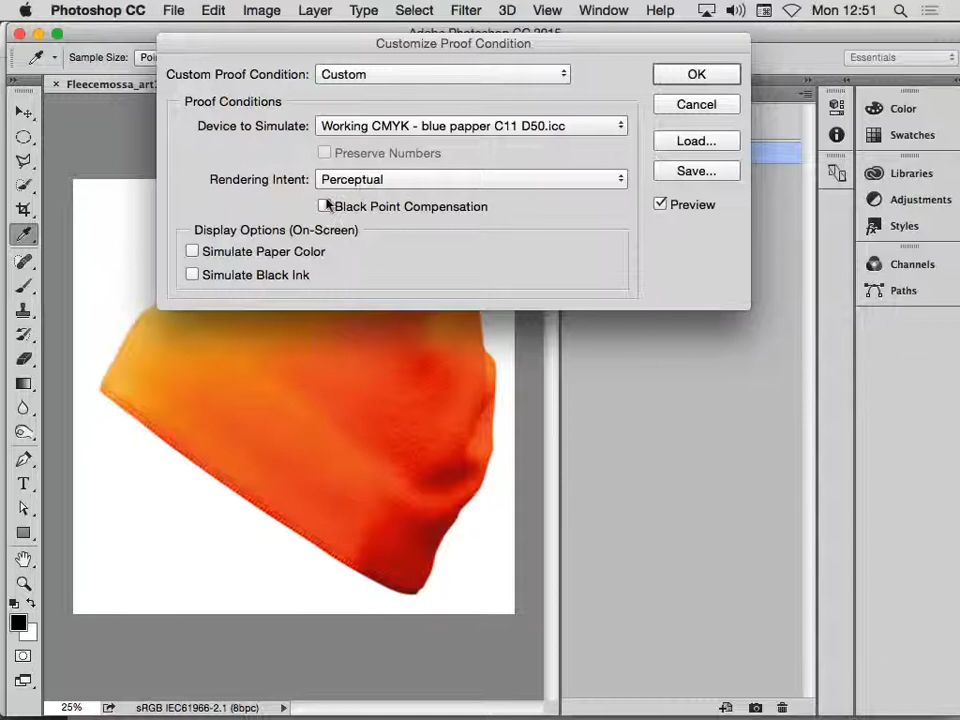 Photoshop CC File Edit Image Layer Type Select Filter 3D View Window Help Mon 12:51
Customize Proof Condition
Sample Size: Poi
Essentials
Custom Proof Condition: Custom
OK
Fleecemossa_art
Proof Conditions
Cancel
Color
Device to Simulate: Working CMYK - blue papper C11 D50.icc
Swatches
Load...
Preserve Numbers
Save...
Rendering Intent: Perceptual
Libraries
Adjustments
Black Point Compensation
Preview
Styles
Display Options (On-Screen)
Simulate Paper Color
Channels
Simulate Black Ink
Paths
25% sRGB IEC61966-2.1 (8bpc)